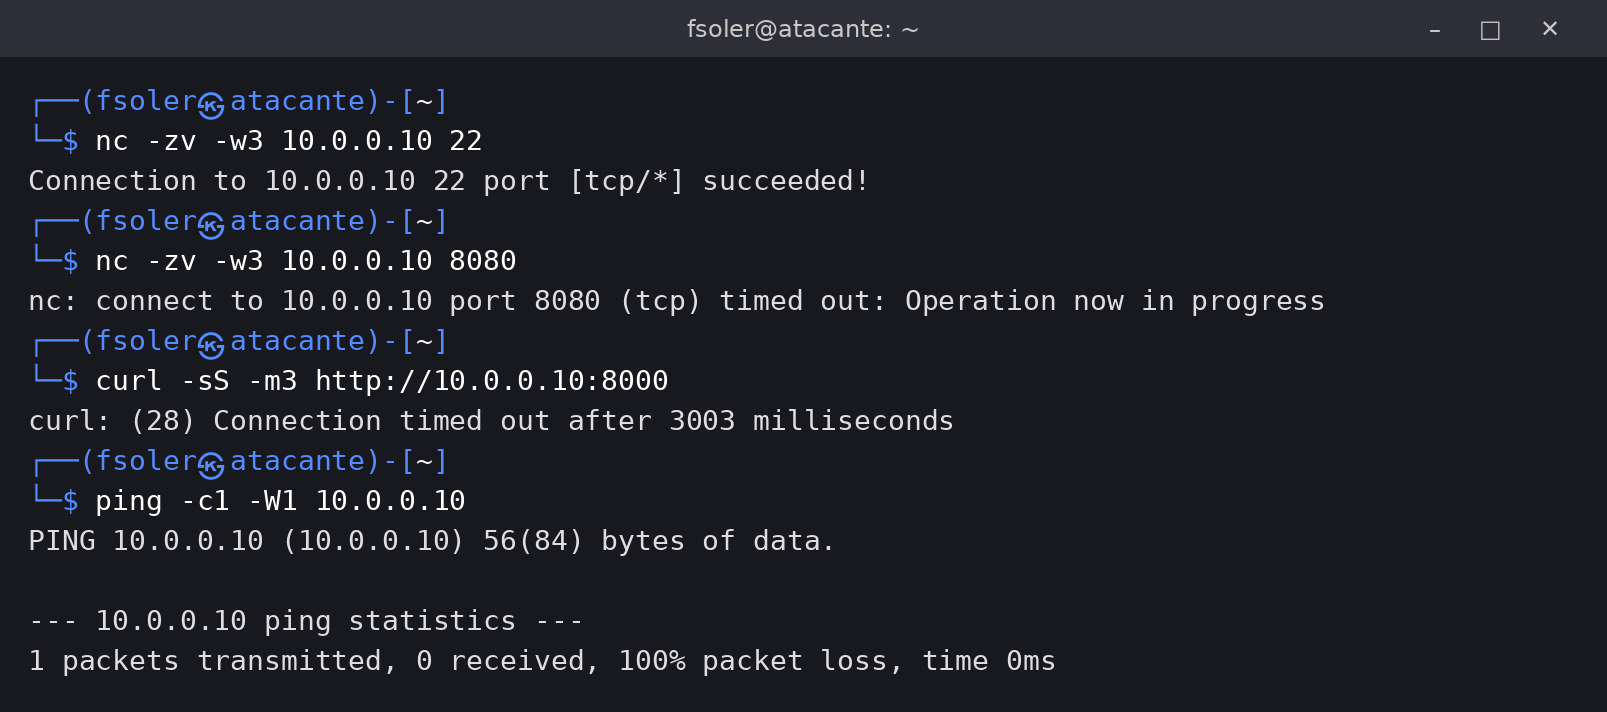 fsoler@atacante: ~
┌──(fsoler㉿atacante)-[~]
└─$ nc -zv -w3 10.0.0.10 22
Connection to 10.0.0.10 22 port [tcp/*] succeeded!
┌──(fsoler㉿atacante)-[~]
└─$ nc -zv -w3 10.0.0.10 8080
nc: connect to 10.0.0.10 port 8080 (tcp) timed out: Operation now in progress
┌──(fsoler㉿atacante)-[~]
└─$ curl -sS -m3 http://10.0.0.10:8000
curl: (28) Connection timed out after 3003 milliseconds
┌──(fsoler㉿atacante)-[~]
└─$ ping -c1 -W1 10.0.0.10
PING 10.0.0.10 (10.0.0.10) 56(84) bytes of data.

--- 10.0.0.10 ping statistics ---
1 packets transmitted, 0 received, 100% packet loss, time 0ms